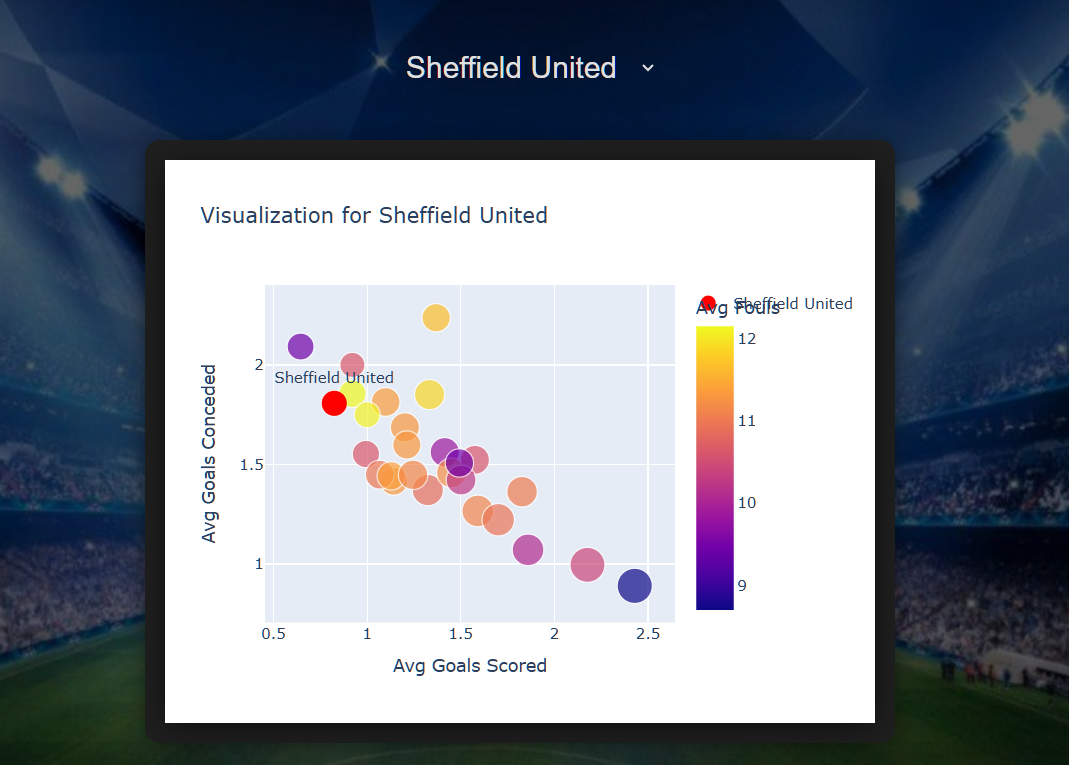 Sheffield United
Visualization for Sheffield United
Sheffield United
Avg Fouls
12
11
10
9
Sheffield United
2
1.5
1
Avg Goals Conceded
0.5 1 1.5 2 2.5
Avg Goals Scored